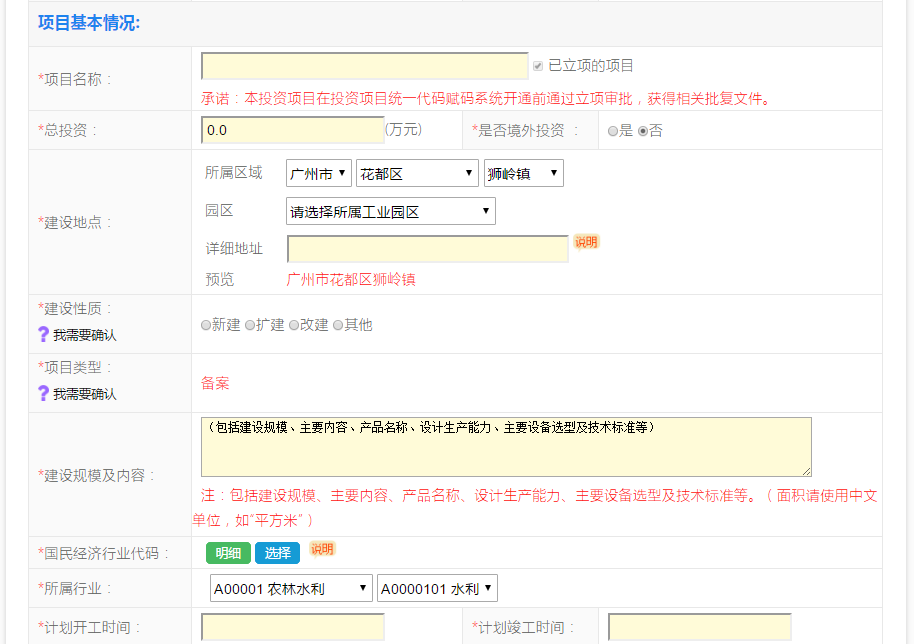 项目基本情况:
*项目名称： 已立项的项目
承诺：本投资项目在投资项目统一代码赋码系统开通前通过立项审批，获得相关批复文件。
*总投资： 0.0 (万元) *是否境外投资 ： 是 否
所属区域 广州市 花都区 狮岭镇
园区 请选择所属工业园区
*建设地点：
详细地址 说明
预览 广州市花都区狮岭镇
*建设性质：
? 我需要确认
新建 扩建 改建 其他
*项目类型：
? 我需要确认
备案
*建设规模及内容：
（包括建设规模、主要内容、产品名称、设计生产能力、主要设备选型及技术标准等）
注：包括建设规模、主要内容、产品名称、设计生产能力、主要设备选型及技术标准等。（面积请使用中文
单位，如“平方米”）
*国民经济行业代码： 明细 选择 说明
*所属行业： A00001 农林水利 A0000101 水利
*计划开工时间： *计划竣工时间：